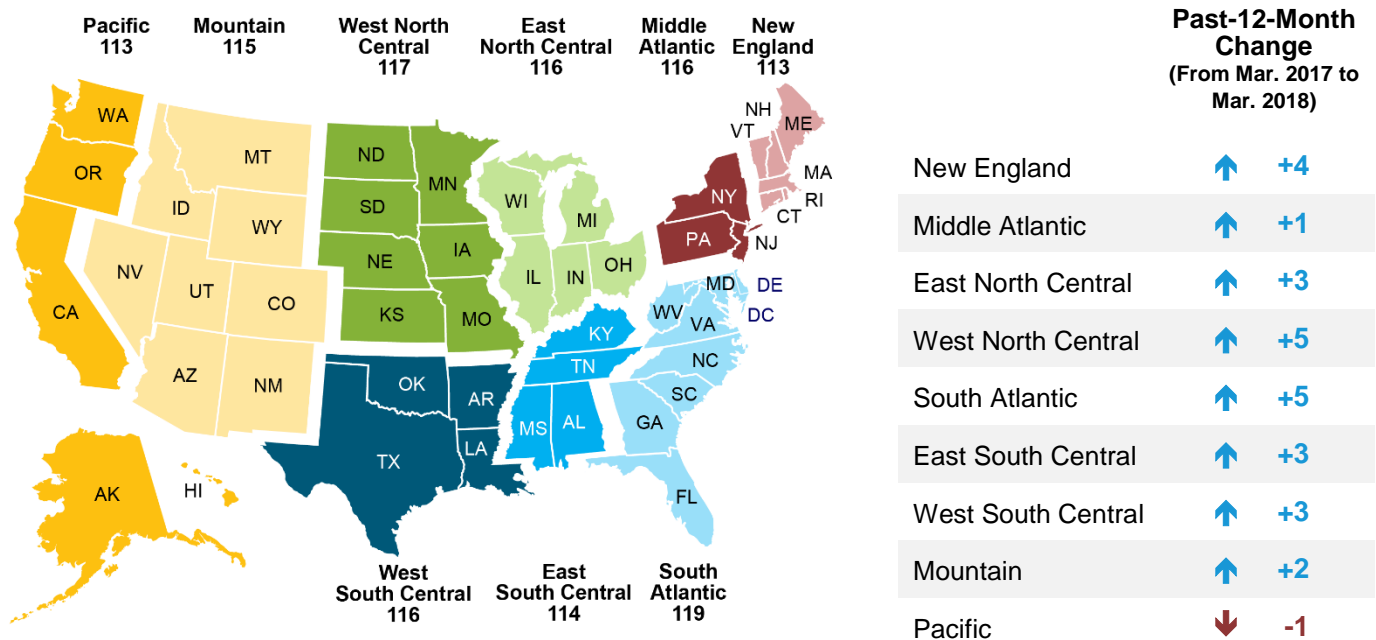 Pacific
113
Mountain
115
West North
Central
117
East
North Central
116
Middle
Atlantic
116
New
England
113
WA
OR
CA
AK
HI
MT
ID
WY
NV
UT
CO
AZ
NM
ND
MN
SD
NE
IA
KS
MO
WI
MI
IL
IN
OH
NY
PA
NJ
NH
VT
ME
MA
RI
CT
MD
DE
DC
WV
VA
NC
SC
GA
FL
KY
TN
MS
AL
OK
AR
TX
LA
West
South Central
116
East
South Central
114
South
Atlantic
119
Past-12-Month
Change
(From Mar. 2017 to
Mar. 2018)
New England +4
Middle Atlantic +1
East North Central +3
West North Central +5
South Atlantic +5
East South Central +3
West South Central +3
Mountain +2
Pacific -1